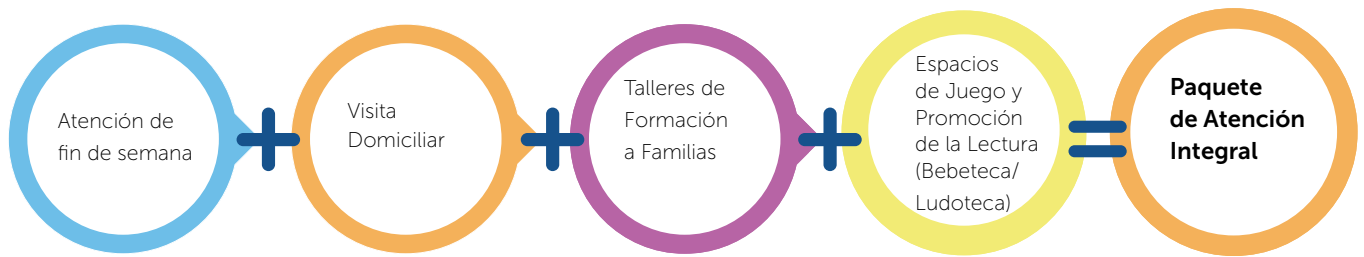 Atención de
fin de semana
+
Visita
Domiciliar
+
Talleres de
Formación
a Familias
+
Espacios
de Juego y
Promoción
de la Lectura
(Bebeteca/
Ludoteca)
=
Paquete
de Atención
Integral